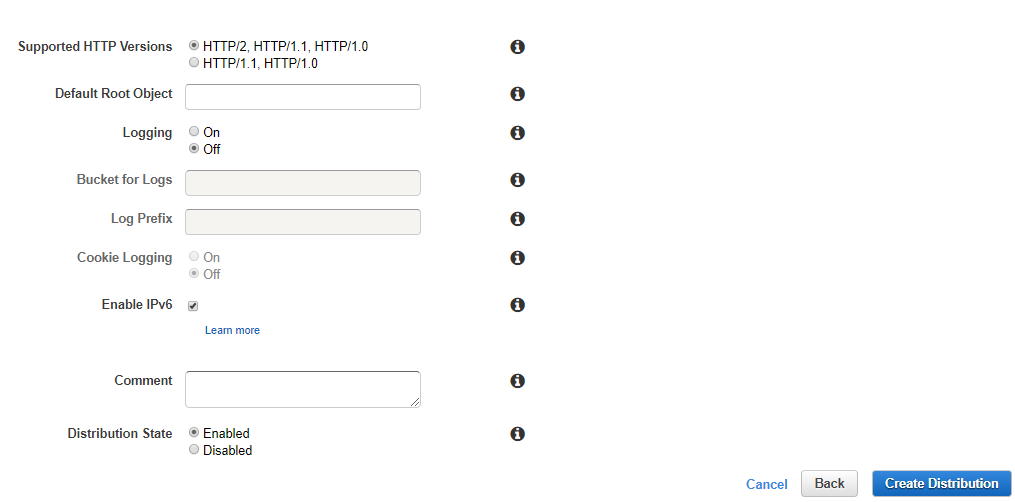 Supported HTTP Versions
HTTP/2, HTTP/1.1, HTTP/1.0
HTTP/1.1, HTTP/1.0
Default Root Object
Logging
On
Off
Bucket for Logs
Log Prefix
Cookie Logging
On
Off
Enable IPv6
Learn more
Comment
Distribution State
Enabled
Disabled
Cancel
Back
Create Distribution